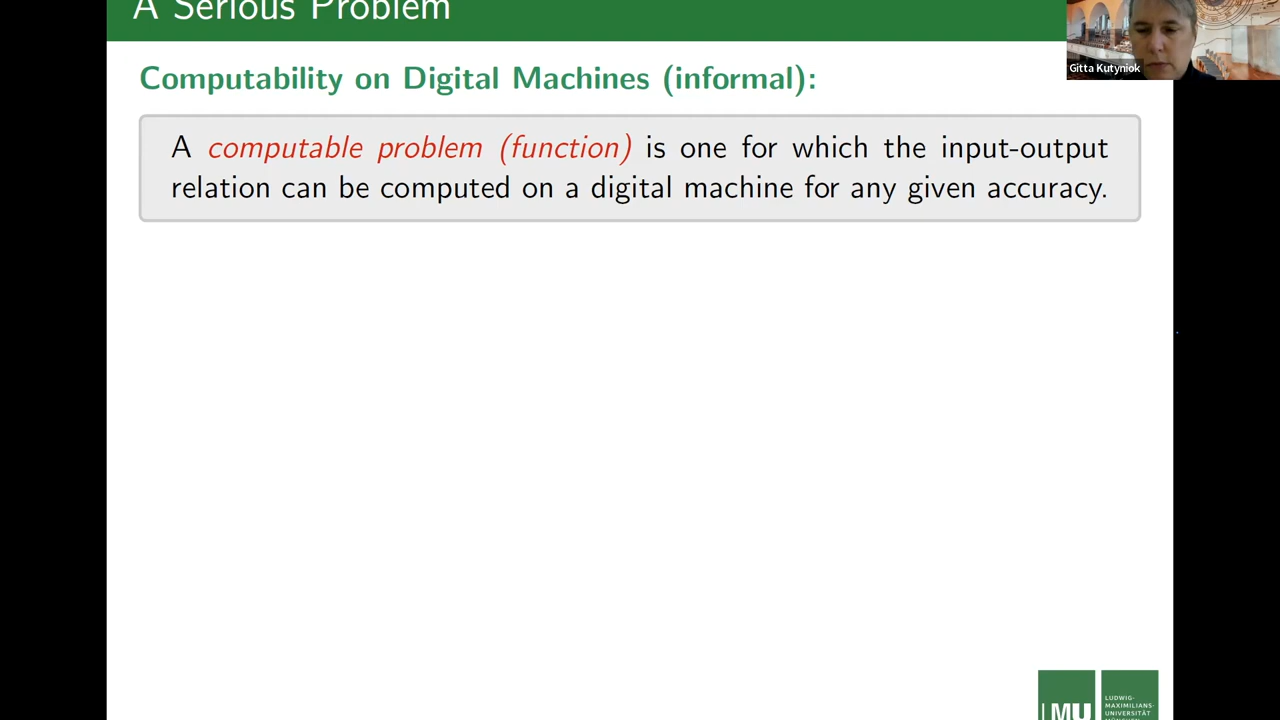 A Serious Problem
Gitta Kutyniok
Computability on Digital Machines (informal):
A computable problem (function) is one for which the input-output
relation can be computed on a digital machine for any given accuracy.
LMU
LUDWIG-
MAXIMILIANS-
UNIVERSITÄT
MÜNCHEN